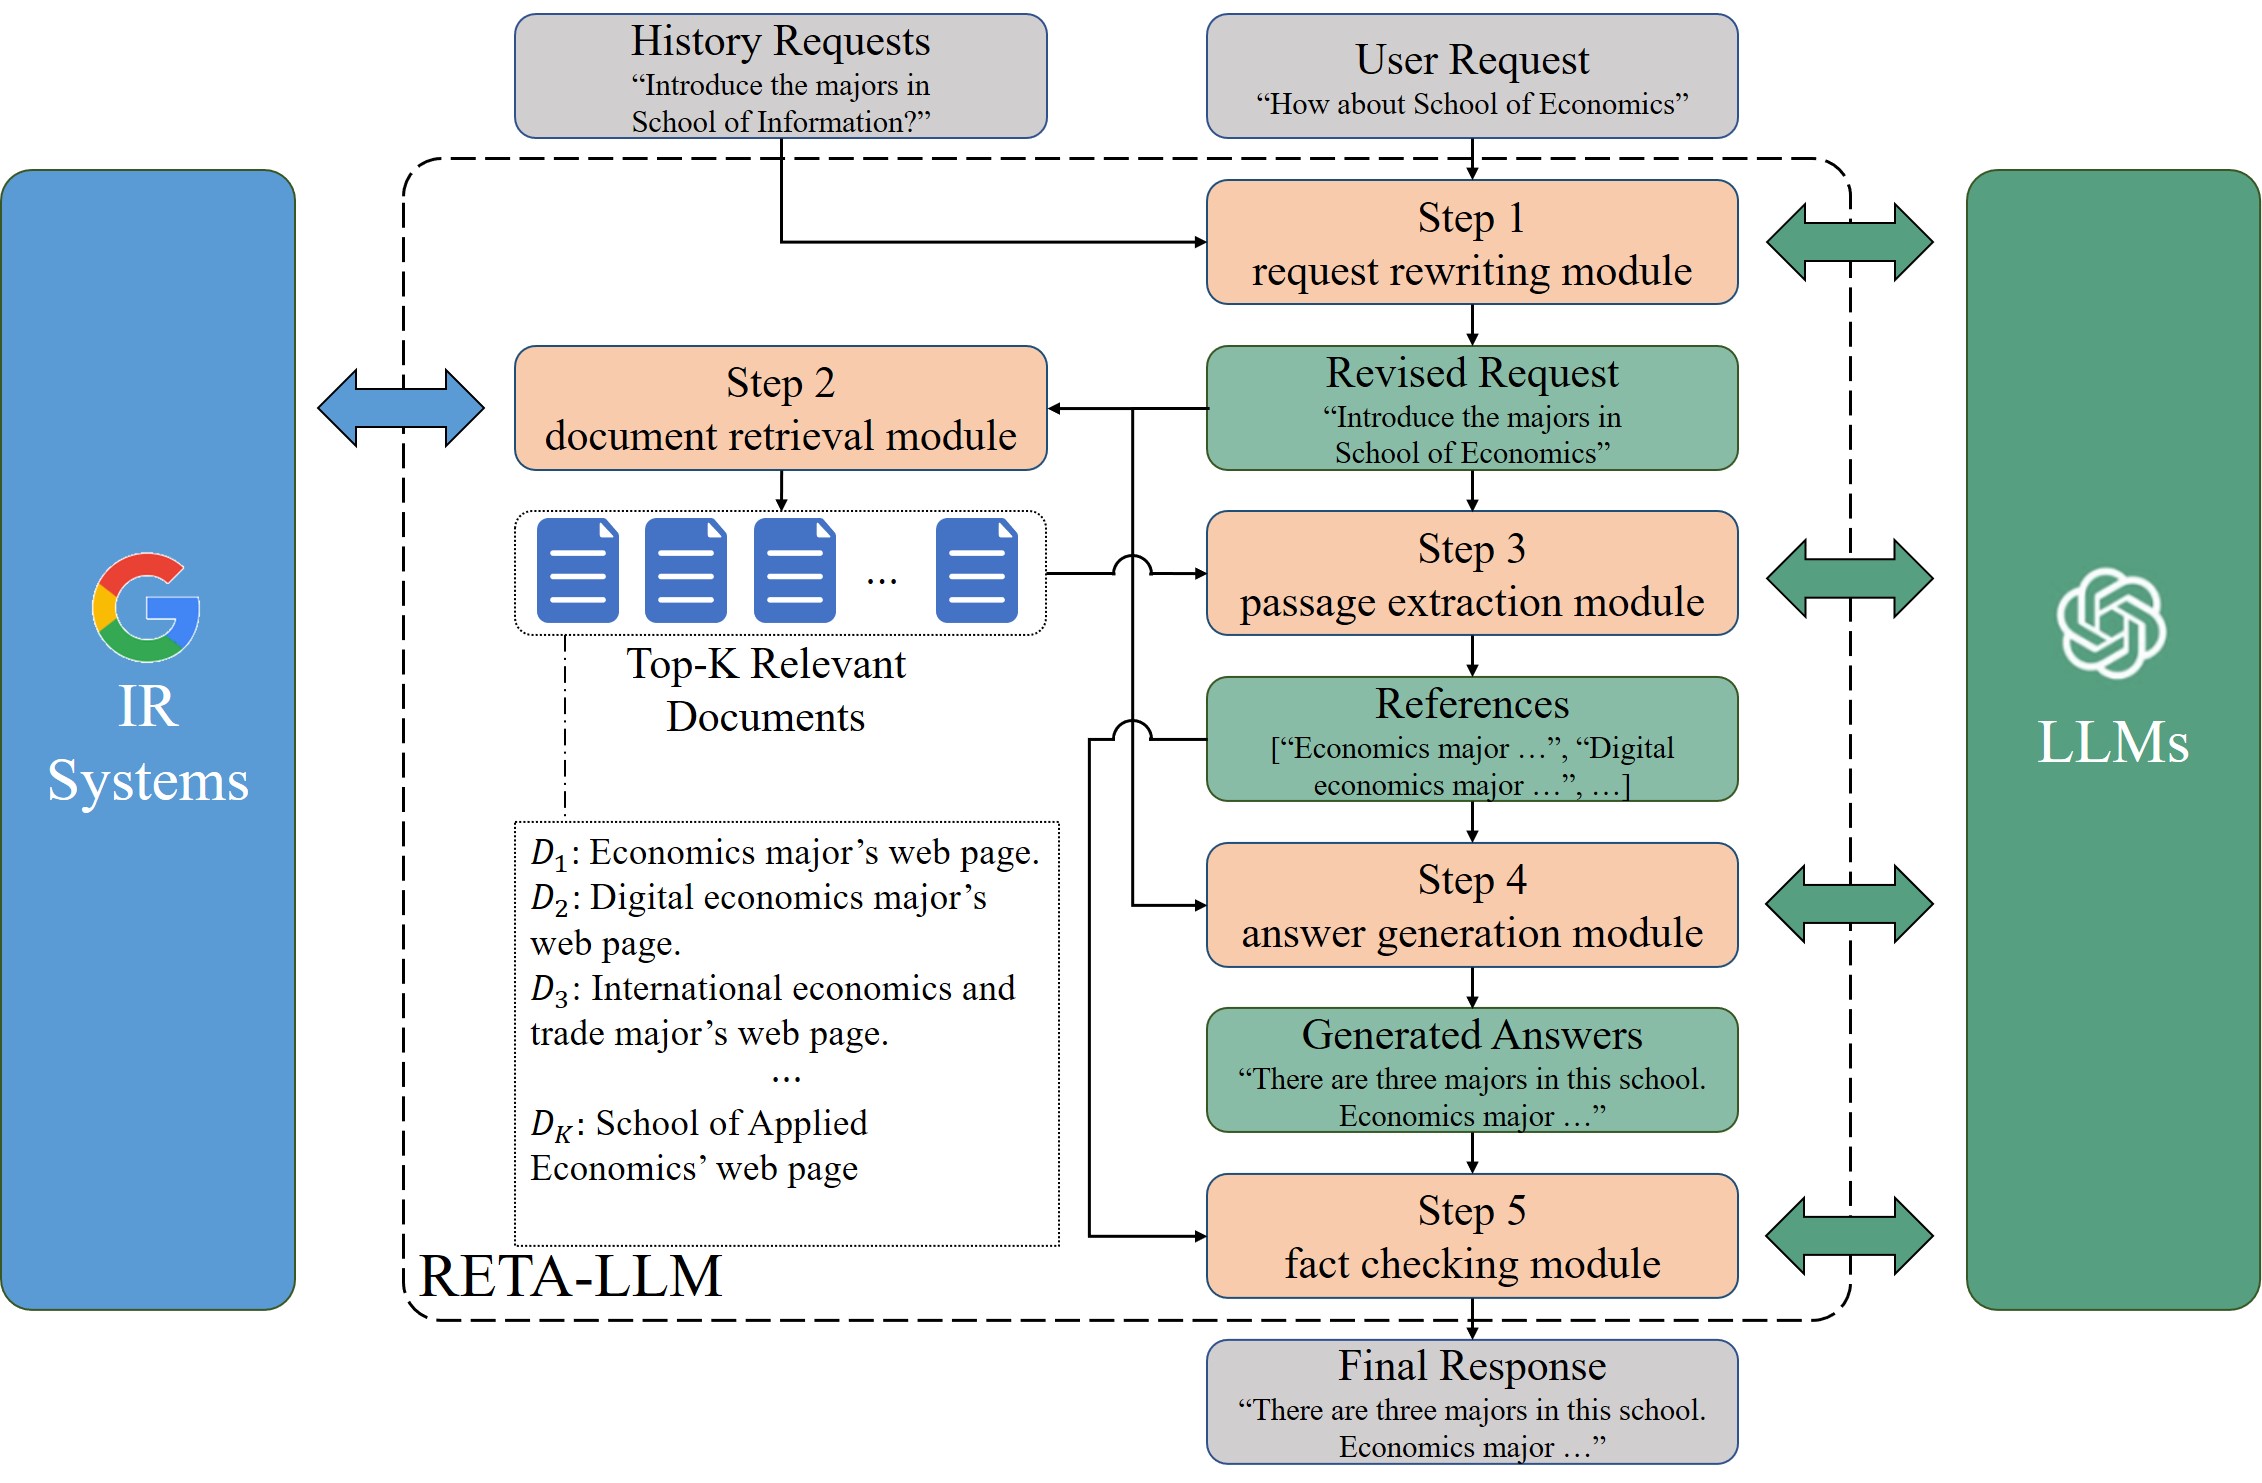 History Requests
“Introduce the majors in
School of Information?”
User Request
“How about School of Economics”
Step 1
request rewriting module
Step 2
document retrieval module
Revised Request
“Introduce the majors in
School of Economics”
...
Top-K Relevant
Documents
Step 3
passage extraction module
References
[“Economics major …”, “Digital
economics major …”, …]
D₁: Economics major’s web page.
D₂: Digital economics major’s
web page.
D₃: International economics and
trade major’s web page.
...
D_K: School of Applied
Economics’ web page
Step 4
answer generation module
Generated Answers
“There are three majors in this school.
Economics major …”
Step 5
fact checking module
RETA-LLM
Final Response
“There are three majors in this school.
Economics major …”
IR
Systems
LLMs